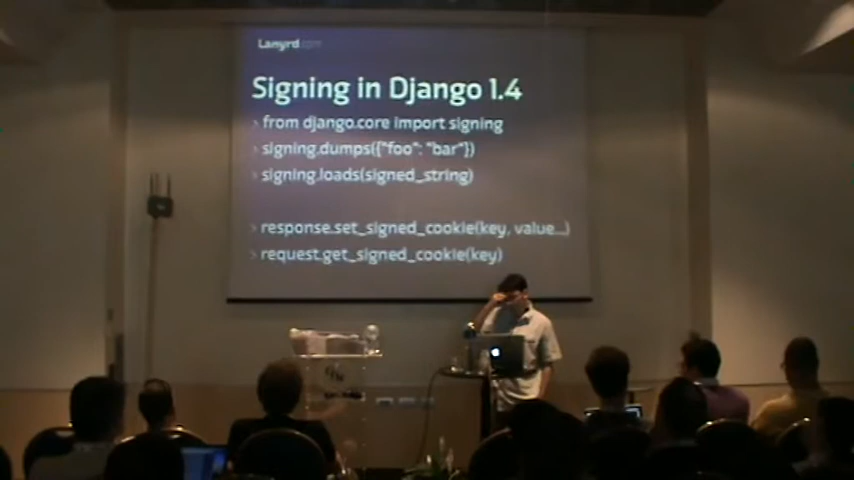 Lanyrd.com
Signing in Django 1.4
> from django.core import signing
> signing.dumps({"foo": "bar"})
> signing.loads(signed_string)
> response.set_signed_cookie(key, value...)
> request.get_signed_cookie(key)